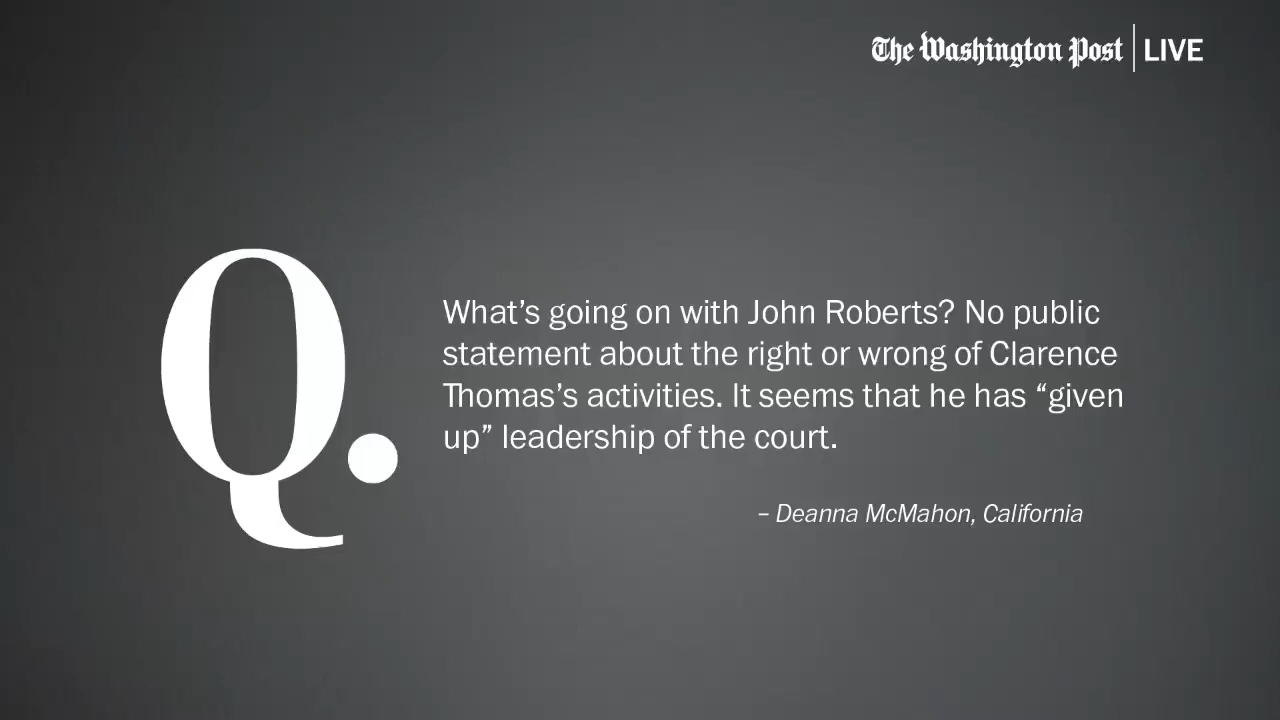 The Washington Post | LIVE
Q.
What’s going on with John Roberts? No public
statement about the right or wrong of Clarence
Thomas’s activities. It seems that he has “given
up” leadership of the court.
– Deanna McMahon, California